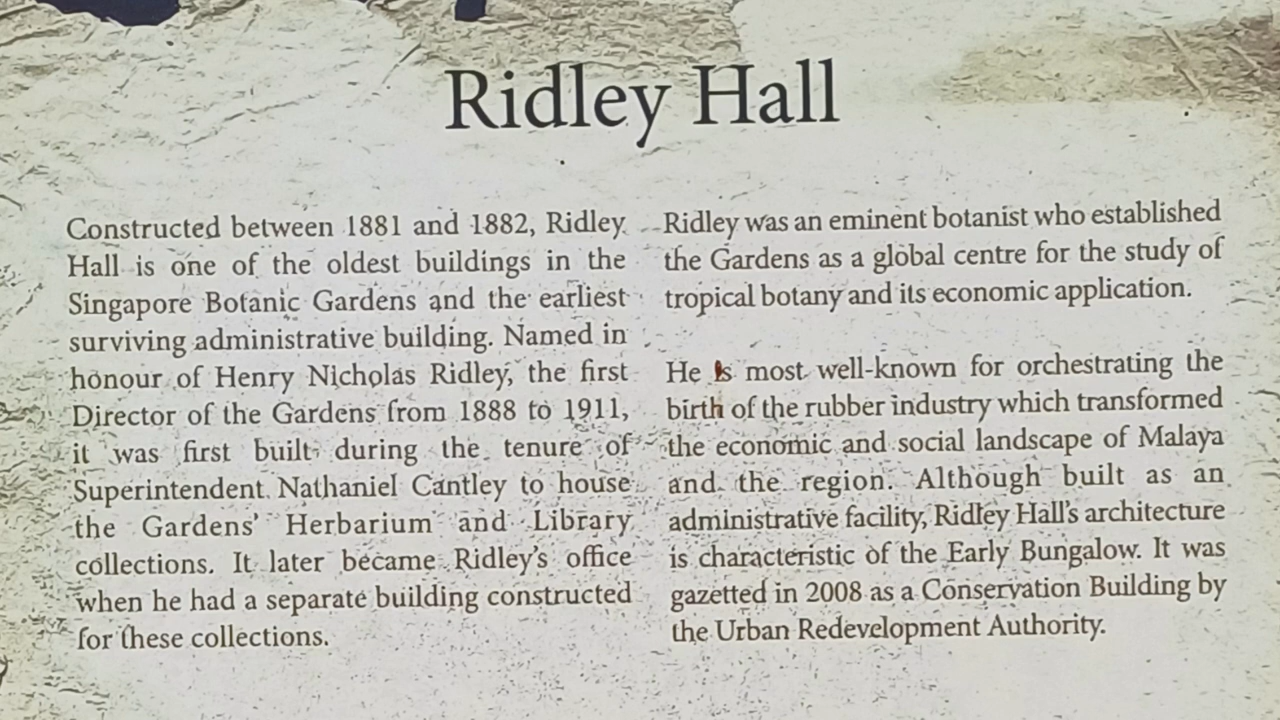 Ridley Hall
Constructed between 1881 and 1882, Ridley
Hall is one of the oldest buildings in the
Singapore Botanic Gardens and the earliest
surviving administrative building. Named in
honour of Henry Nicholas Ridley, the first
Director of the Gardens from 1888 to 1911,
it was first built during the tenure of
Superintendent Nathaniel Cantley to house
the Gardens' Herbarium and Library
collections. It later became Ridley's office
when he had a separate building constructed
for these collections.
Ridley was an eminent botanist who established
the Gardens as a global centre for the study of
tropical botany and its economic application.
He is most well-known for orchestrating the
birth of the rubber industry which transformed
the economic and social landscape of Malaya
and the region. Although built as an
administrative facility, Ridley Hall's architecture
is characteristic of the Early Bungalow. It was
gazetted in 2008 as a Conservation Building by
the Urban Redevelopment Authority.